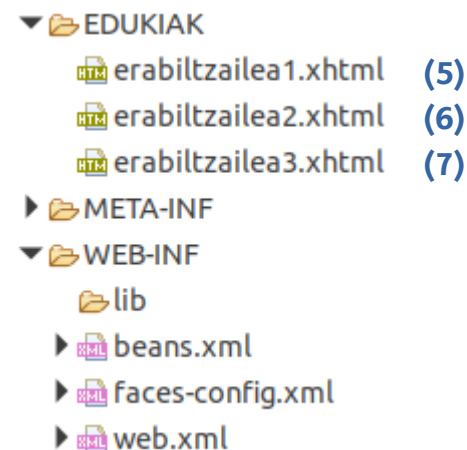 EDUKIAK
erabiltzailea1.xhtml (5)
erabiltzailea2.xhtml (6)
erabiltzailea3.xhtml (7)
META-INF
WEB-INF
lib
beans.xml
faces-config.xml
web.xml